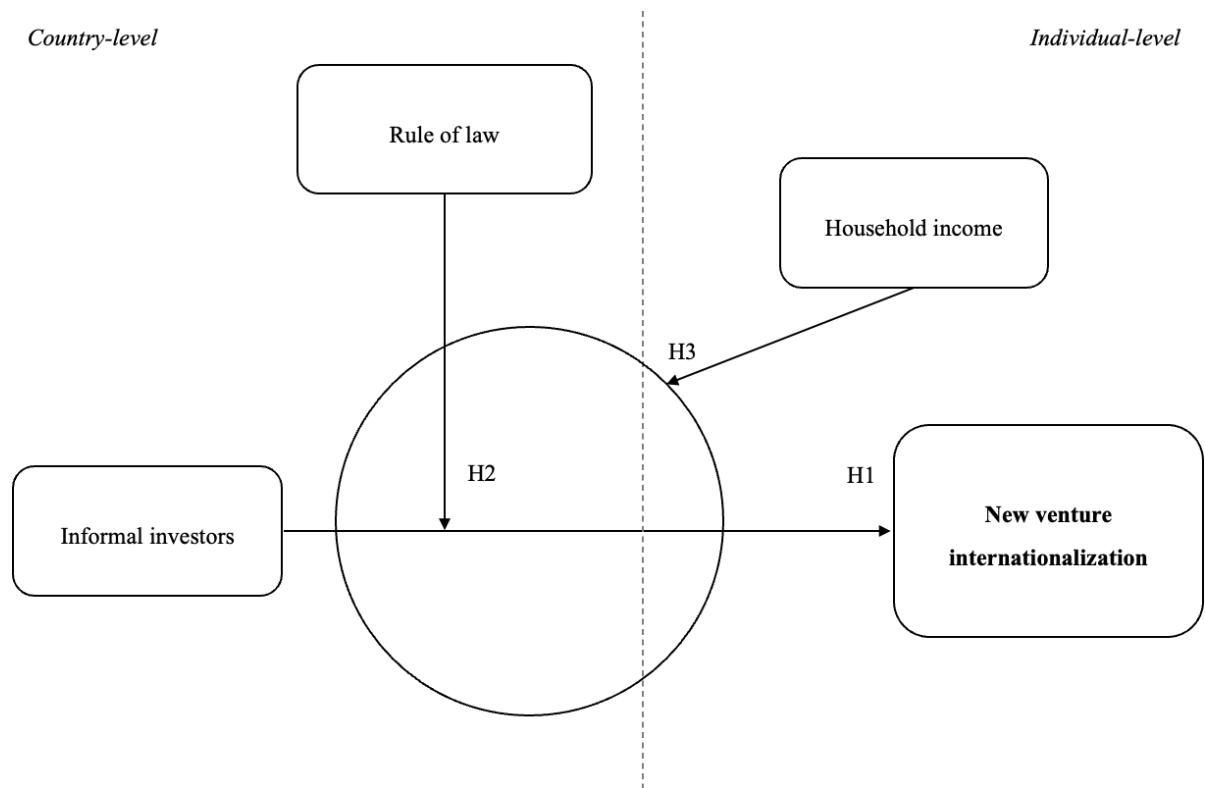 Country-level
Individual-level
Rule of law
Household income
H3
H2
H1
Informal investors
New venture
internationalization